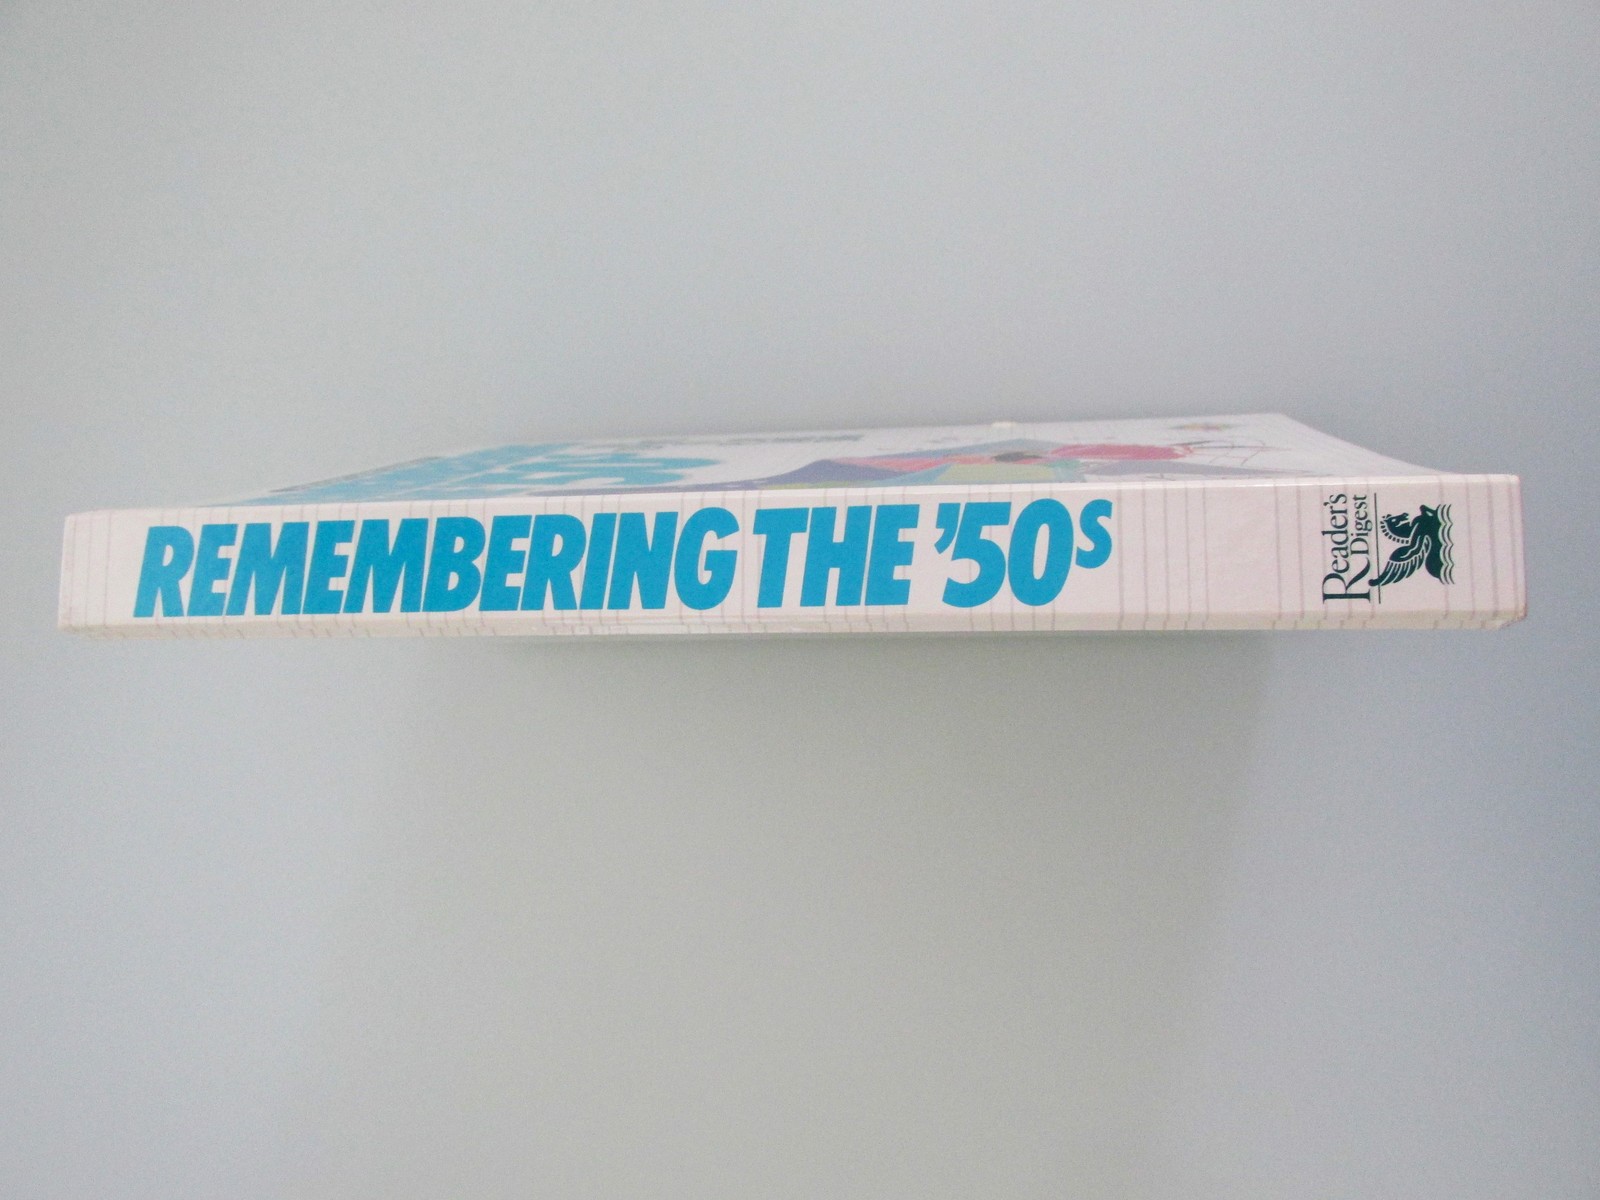 REMEMBERING THE '50S
Reader's
Digest